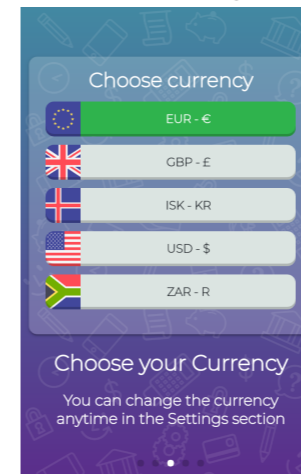 Choose currency
EUR - €
GBP - £
ISK - KR
USD - $
ZAR - R
Choose your Currency
You can change the currency
anytime in the Settings section